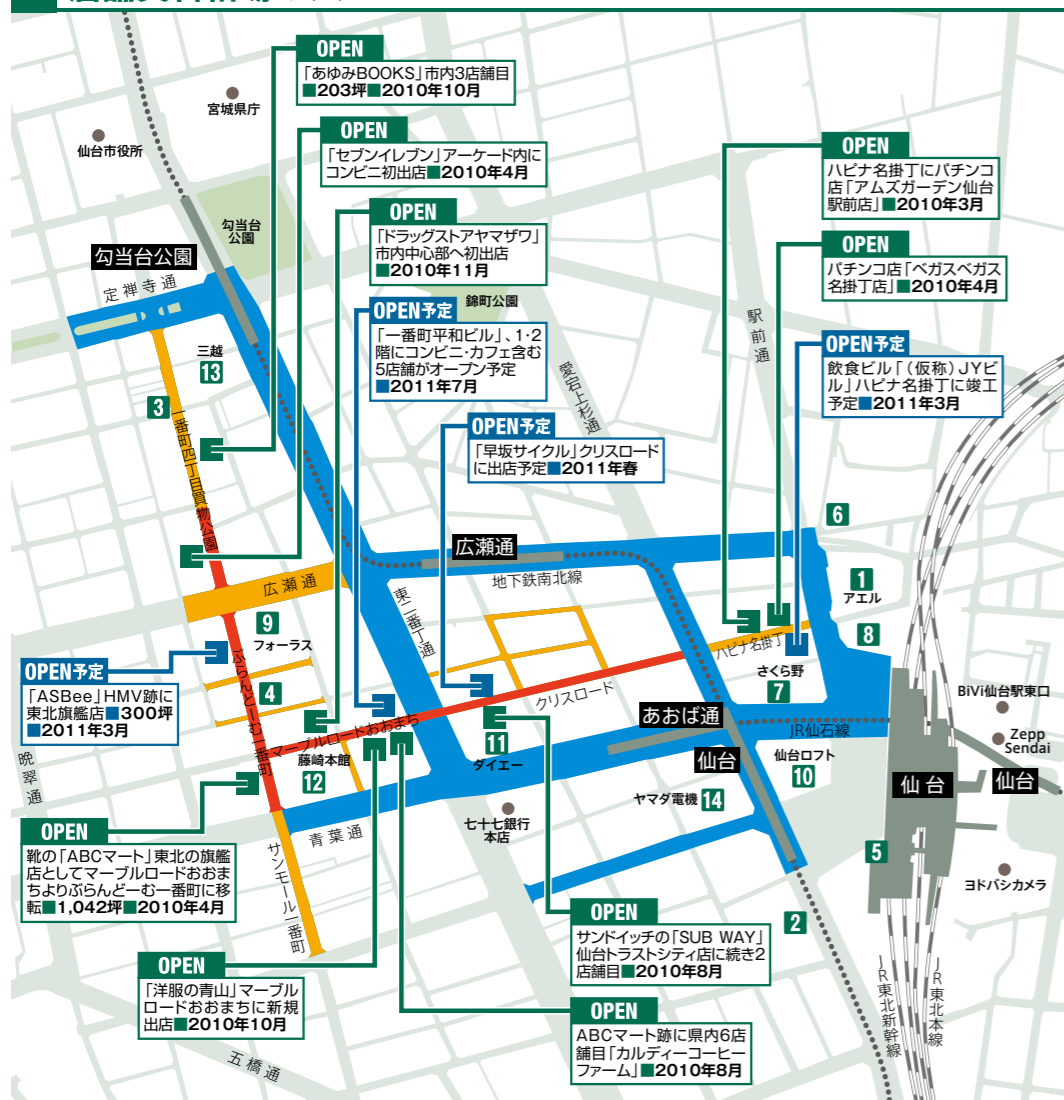 OPEN
「あゆみBOOKS」市内3店舗目
■203坪■2010年10月
宮城県庁
仙台市役所
OPEN
「セブンイレブン」アーケード内に
コンビニ初出店■2010年4月
OPEN
ハピナ名掛丁にパチンコ
店「アムズガーデン仙台
駅前店」■2010年3月
勾当台
公園
勾当台公園
定禅寺通
OPEN
「ドラッグストアヤマザワ」
市内中心部へ初出店
■2010年11月
錦町公園
OPEN
パチンコ店「ベガスベガス
名掛丁店」■2010年4月
駅前通
OPEN予定
「一番町平和ビル」、1・2
階にコンビニ・カフェ含む
5店舗がオープン予定
■2011年7月
愛宕上杉通
OPEN予定
飲食ビル「(仮称)JYビ
ル」ハピナ名掛丁に竣工
予定■2011年3月
三越
13
3
一番町四丁目買物公園
OPEN予定
「早坂サイクル」クリスロード
に出店予定■2011年春
6
広瀬通
地下鉄南北線
広瀬通
東二番丁通
1
アエル
9
フォーラス
ハピナ名掛丁
8
OPEN予定
「ASBee」HMV跡に
東北旗艦店■300坪
■2011年3月
4
ぶらんどーむ一番町
クリスロード
さくら野
7
BiVi仙台駅東口
あおば通
マーブルロードおおまち
JR仙石線
Zepp
Sendai
晩翠通
藤崎本館
12
11
ダイエー
仙台
仙台ロフト
10
仙台
仙台
ヤマダ電機
14
青葉通
七十七銀行
本店
5
ヨドバシカメラ
OPEN
靴の「ABCマート」東北の旗艦
店としてマーブルロードおおま
ちよりぶらんどーむ一番町に移
転■1,042坪■2010年4月
サンモール一番町
2
OPEN
サンドイッチの「SUB WAY」
仙台トラストシティ店に続き2
店舗目■2010年8月
OPEN
「洋服の青山」マーブル
ロードおおまちに新規
出店■2010年10月
JR東北新幹線
JR東北本線
OPEN
ABCマート跡に県内6店
舗目「カルディーコーヒー
ファーム」■2010年8月
五橋通